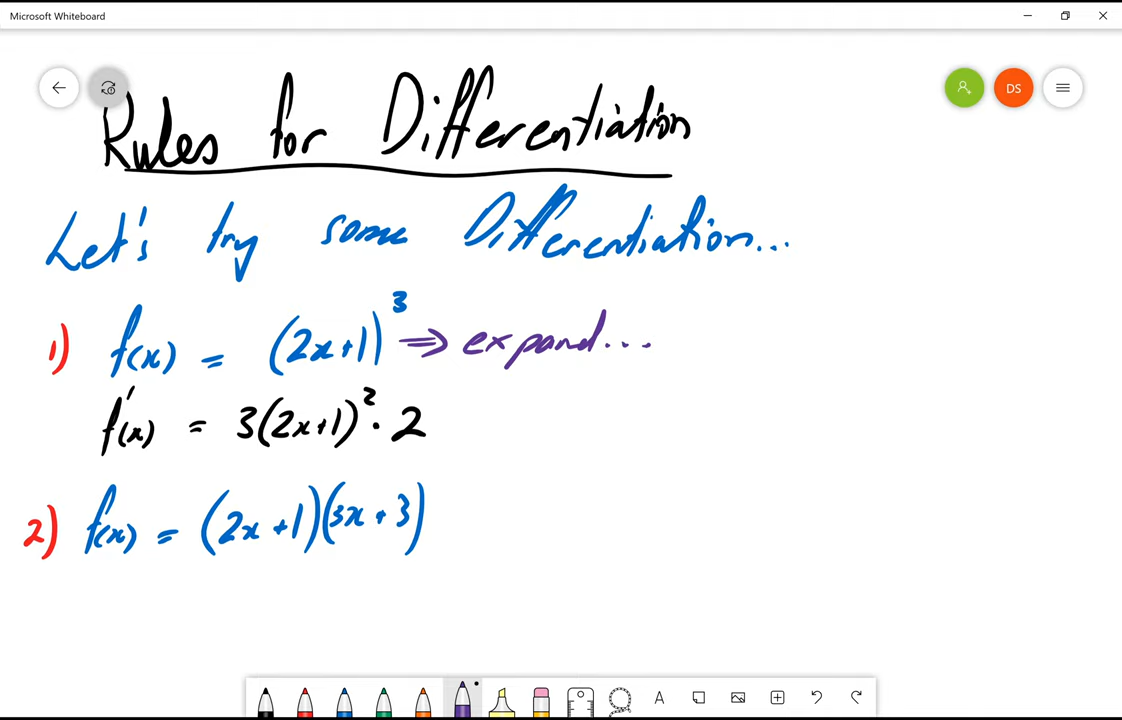 Microsoft Whiteboard
DS
Rules for Differentiation
Let's try some Differentiation...
1) f(x) = (2x+1)³ ⇒ expand...
f'(x) = 3(2x+1)² · 2
2) f(x) = (2x+1)(3x+3)
A